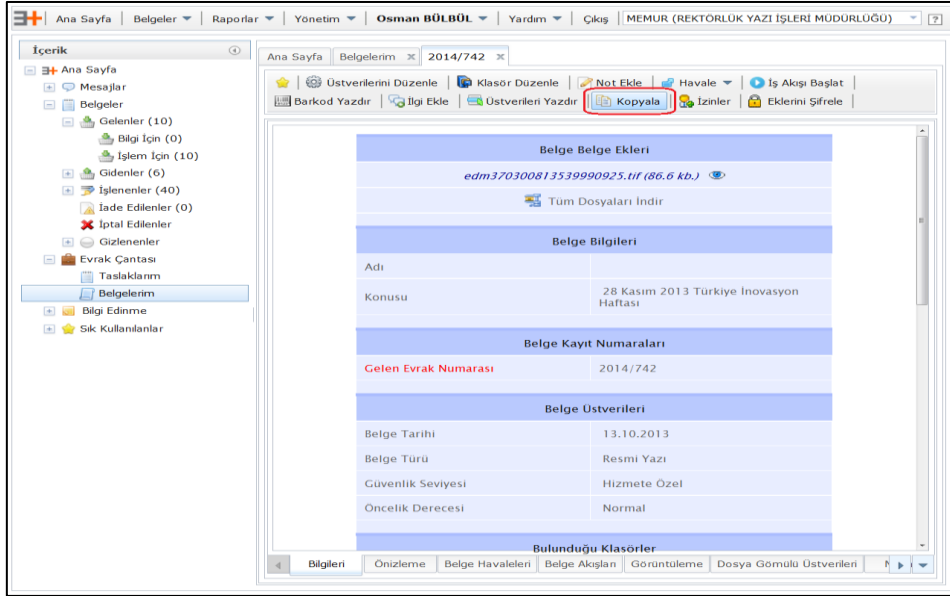 Ana Sayfa Belgeler Raporlar Yönetim Osman BÜLBÜL Yardım Çıkış MEMUR (REKTÖRLÜK YAZI İŞLERİ MÜDÜRLÜĞÜ) ?
İçerik
Ana Sayfa
Mesajlar
Belgeler
Gelenler (10)
Bilgi İçin (0)
İşlem İçin (10)
Gidenler (6)
İşlenenler (40)
İade Edilenler (0)
İptal Edilenler
Gizlenenler
Evrak Çantası
Taslaklarım
Belgelerim
Bilgi Edinme
Sık Kullanılanlar
Ana Sayfa Belgelerim 2014/742
Üstverilerini Düzenle Klasör Düzenle Not Ekle Havale İş Akışı Başlat
Barkod Yazdır İlgi Ekle Üstverileri Yazdır Kopyala İzinler Eklerini Şifrele
Belge Belge Ekleri
edm370300813539990925.tif (86.6 kb.)
Tüm Dosyaları İndir
Belge Bilgileri
Adı
Konusu 28 Kasım 2013 Türkiye İnovasyon
Haftası
Belge Kayıt Numaraları
Gelen Evrak Numarası 2014/742
Belge Üstverileri
Belge Tarihi 13.10.2013
Belge Türü Resmi Yazı
Güvenlik Seviyesi Hizmete Özel
Öncelik Derecesi Normal
Bulunduğu Klasörler
Bilgileri Önizleme Belge Havaleleri Belge Akışları Görüntüleme Dosya Gömülü Üstverileri